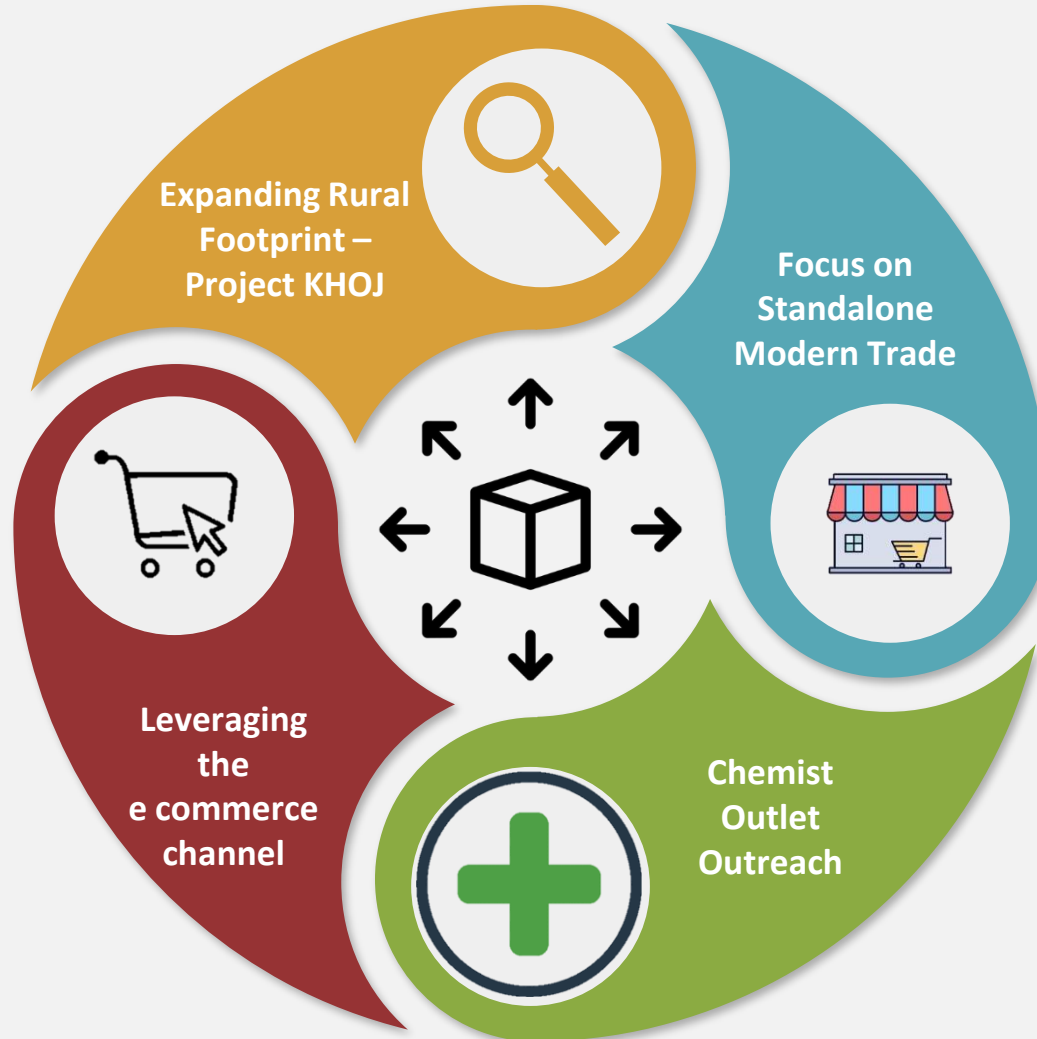 Expanding Rural
Footprint –
Project KHOJ
Focus on
Standalone
Modern Trade
Leveraging
the
e commerce
channel
Chemist
Outlet
Outreach